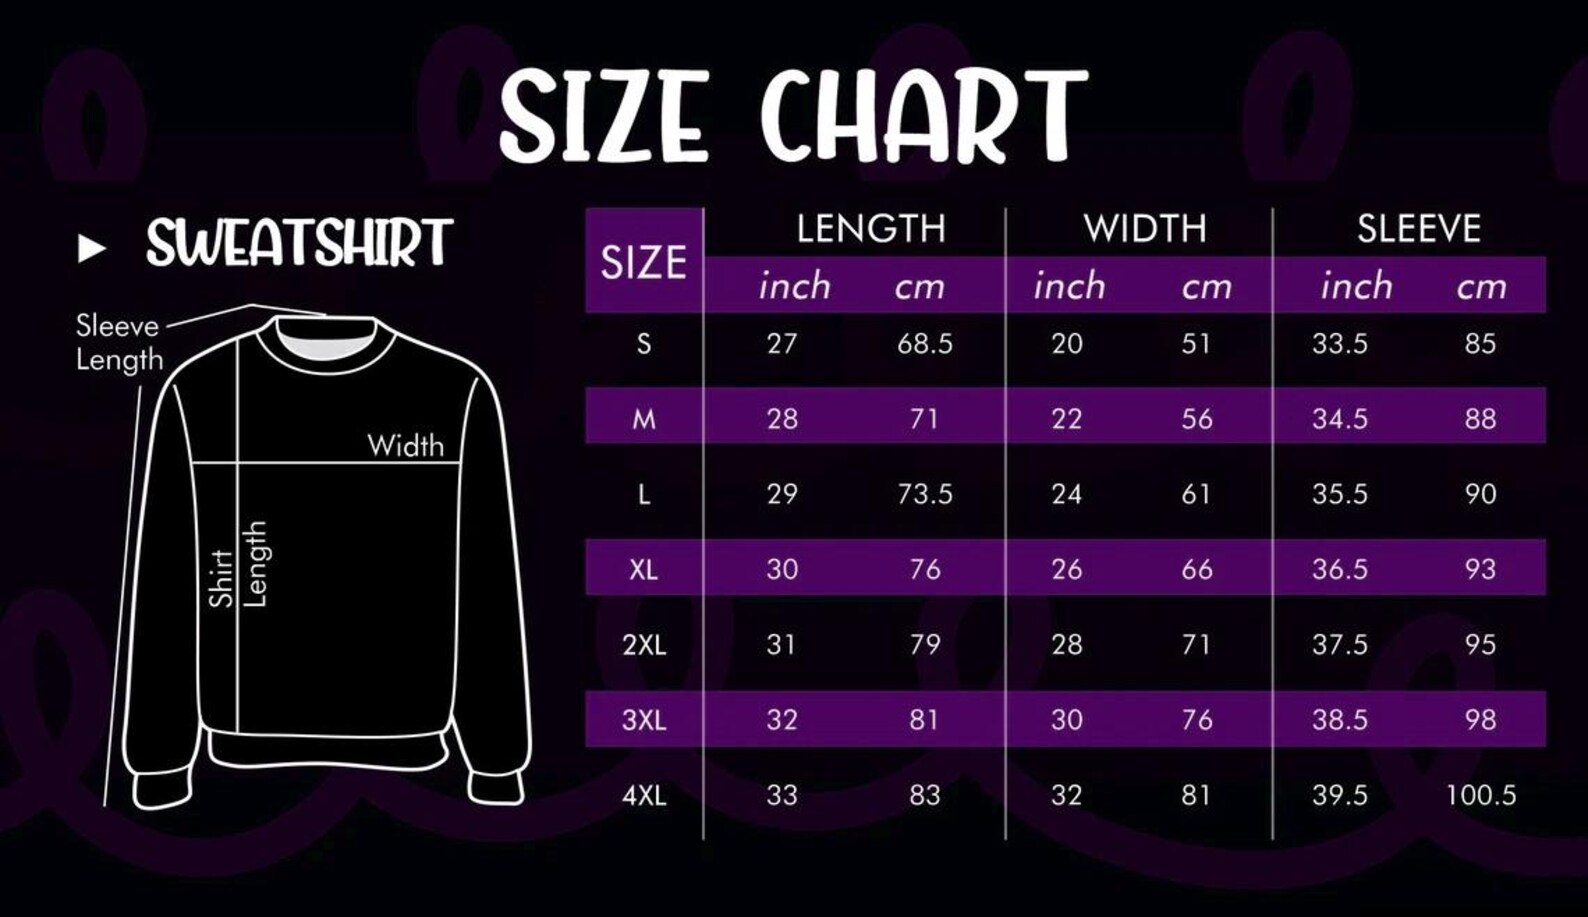 SIZE CHART
SWEATSHIRT
Sleeve
Length
Width
Shirt
Length
SIZE LENGTH WIDTH SLEEVE
inch cm inch cm inch cm
S 27 68.5 20 51 33.5 85
M 28 71 22 56 34.5 88
L 29 73.5 24 61 35.5 90
XL 30 76 26 66 36.5 93
2XL 31 79 28 71 37.5 95
3XL 32 81 30 76 38.5 98
4XL 33 83 32 81 39.5 100.5